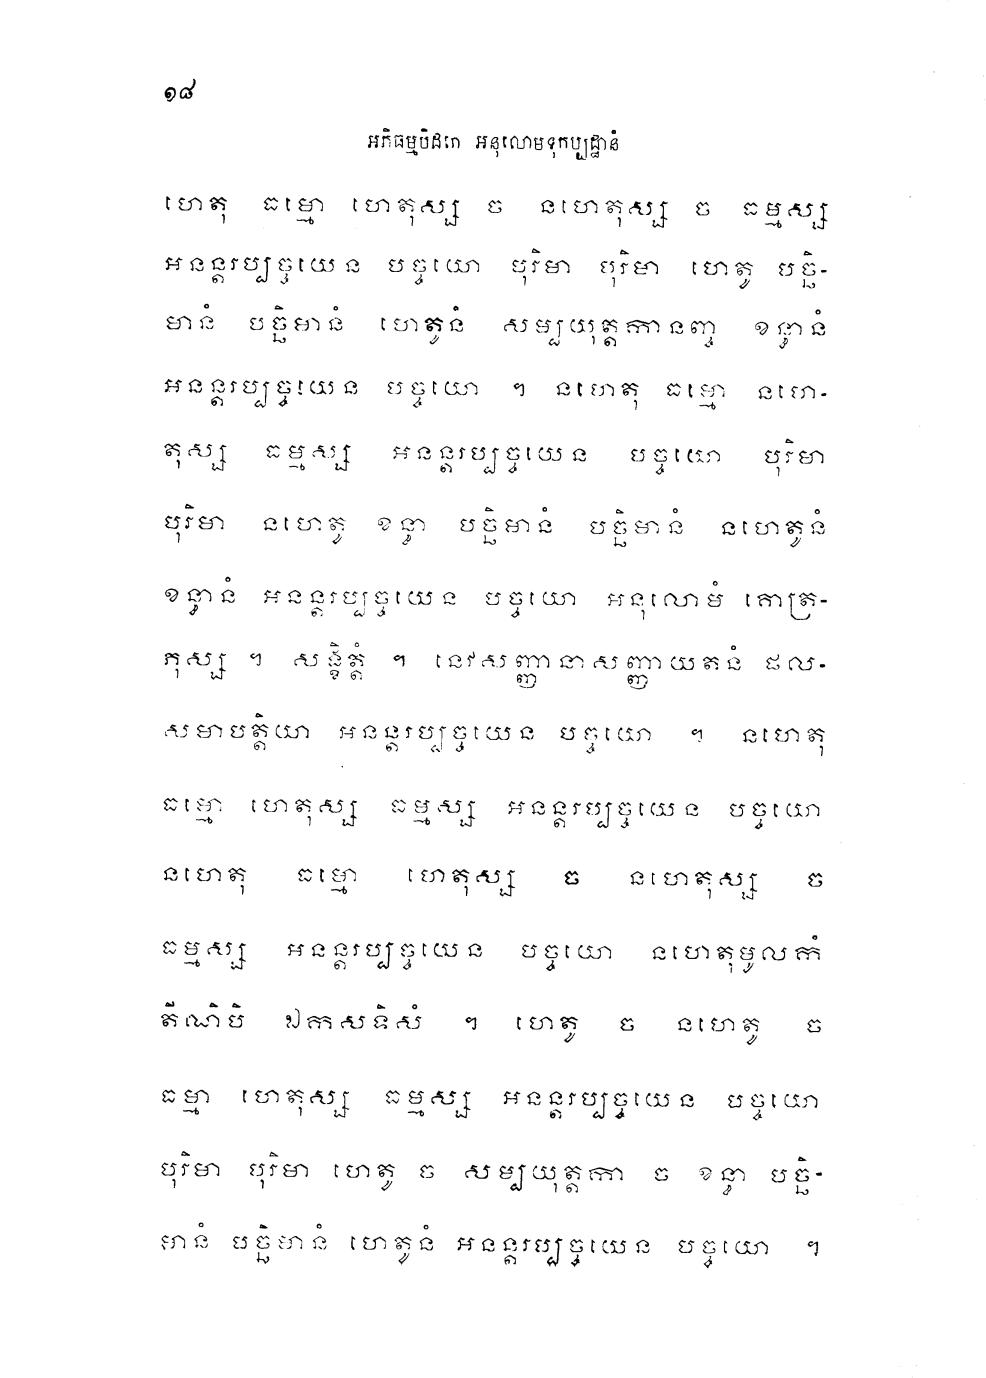 ១៨
អភិធម្មបិដកេ អនុលោមទុកប្បដ្ឋានំ
ហេតុ ធម្មោ ហេតុស្ស ច នហេតុស្ស ច ធម្មស្ស
អនន្តរប្បច្ចយេន បច្ចយោ បុរិមា បុរិមា ហេតូ បច្ឆិ-
មានំ បច្ឆិមានំ ហេតូនំ សម្បយុត្តកានញ្ច ខន្ធានំ
អនន្តរប្បច្ចយេន បច្ចយោ ។ នហេតុ ធម្មោ នហេ-
តុស្ស ធម្មស្ស អនន្តរប្បច្ចយេន បច្ចយោ បុរិមា
បុរិមា នហេតូ ខន្ធា បច្ឆិមានំ បច្ឆិមានំ នហេតូនំ
ខន្ធានំ អនន្តរប្បច្ចយេន បច្ចយោ អនុលោមំ គោត្រ-
ភុស្ស ។ សង្ខិត្តំ ។ នេវសញ្ញានាសញ្ញាយតនំ ផល-
សមាបត្តិយា អនន្តរប្បច្ចយេន បច្ចយោ ។ នហេតុ
ធម្មោ ហេតុស្ស ធម្មស្ស អនន្តរប្បច្ចយេន បច្ចយោ
នហេតុ ធម្មោ ហេតុស្ស ច នហេតុស្ស ច
ធម្មស្ស អនន្តរប្បច្ចយេន បច្ចយោ នហេតុមូលកំ
តីណិបិ ឯកសទិសំ ។ ហេតូ ច នហេតូ ច
ធម្មា ហេតុស្ស ធម្មស្ស អនន្តរប្បច្ចយេន បច្ចយោ
បុរិមា បុរិមា ហេតូ ច សម្បយុត្តកា ច ខន្ធា បច្ឆិ-
មានំ បច្ឆិមានំ ហេតូនំ អនន្តរប្បច្ចយេន បច្ចយោ ។